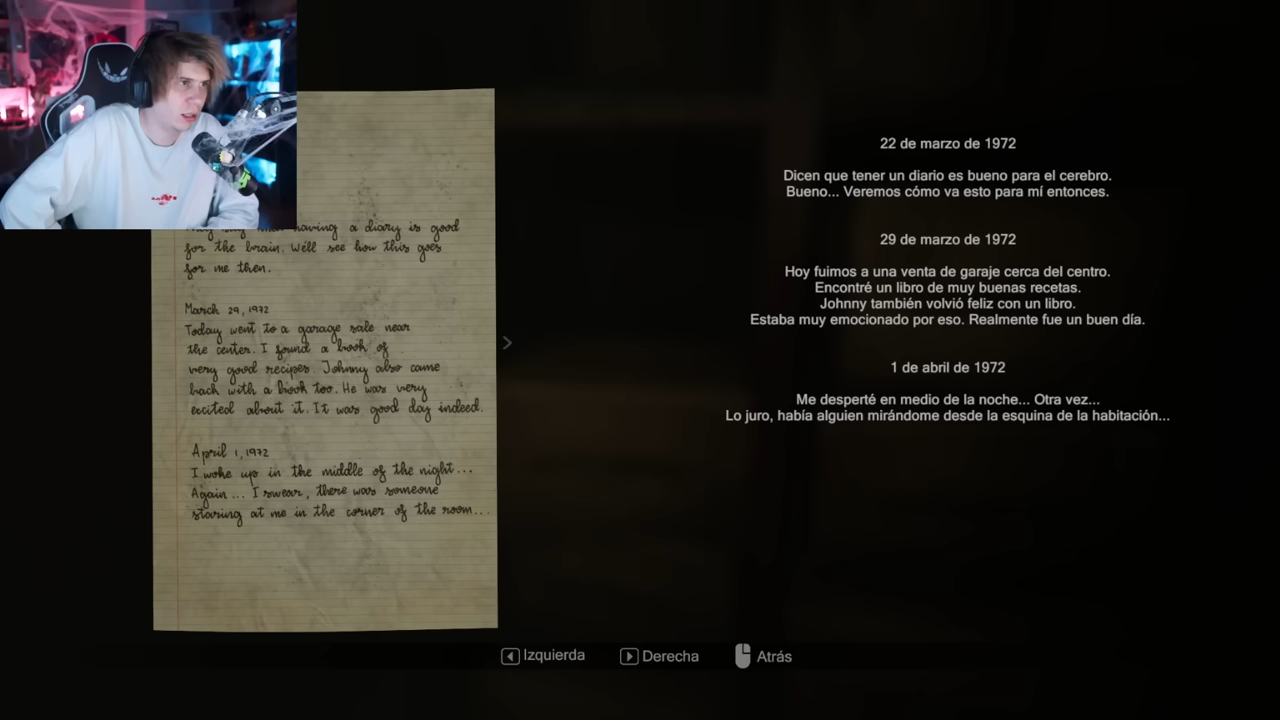 having a diary is good
for the brain. We'll see how this goes
for me then.
March 29, 1972
Today went to a garage sale near
the center. I found a book of
very good recipes. Johnny also came
back with a book too. He was very
excited about it. It was good day indeed.
April 1, 1972
I woke up in the middle of the night...
Again... I swear, there was someone
staring at me in the corner of the room...
22 de marzo de 1972
Dicen que tener un diario es bueno para el cerebro.
Bueno... Veremos cómo va esto para mí entonces.
29 de marzo de 1972
Hoy fuimos a una venta de garaje cerca del centro.
Encontré un libro de muy buenas recetas.
Johnny también volvió feliz con un libro.
Estaba muy emocionado por eso. Realmente fue un buen día.
1 de abril de 1972
Me desperté en medio de la noche... Otra vez...
Lo juro, había alguien mirándome desde la esquina de la habitación...
Izquierda
Derecha
Atrás